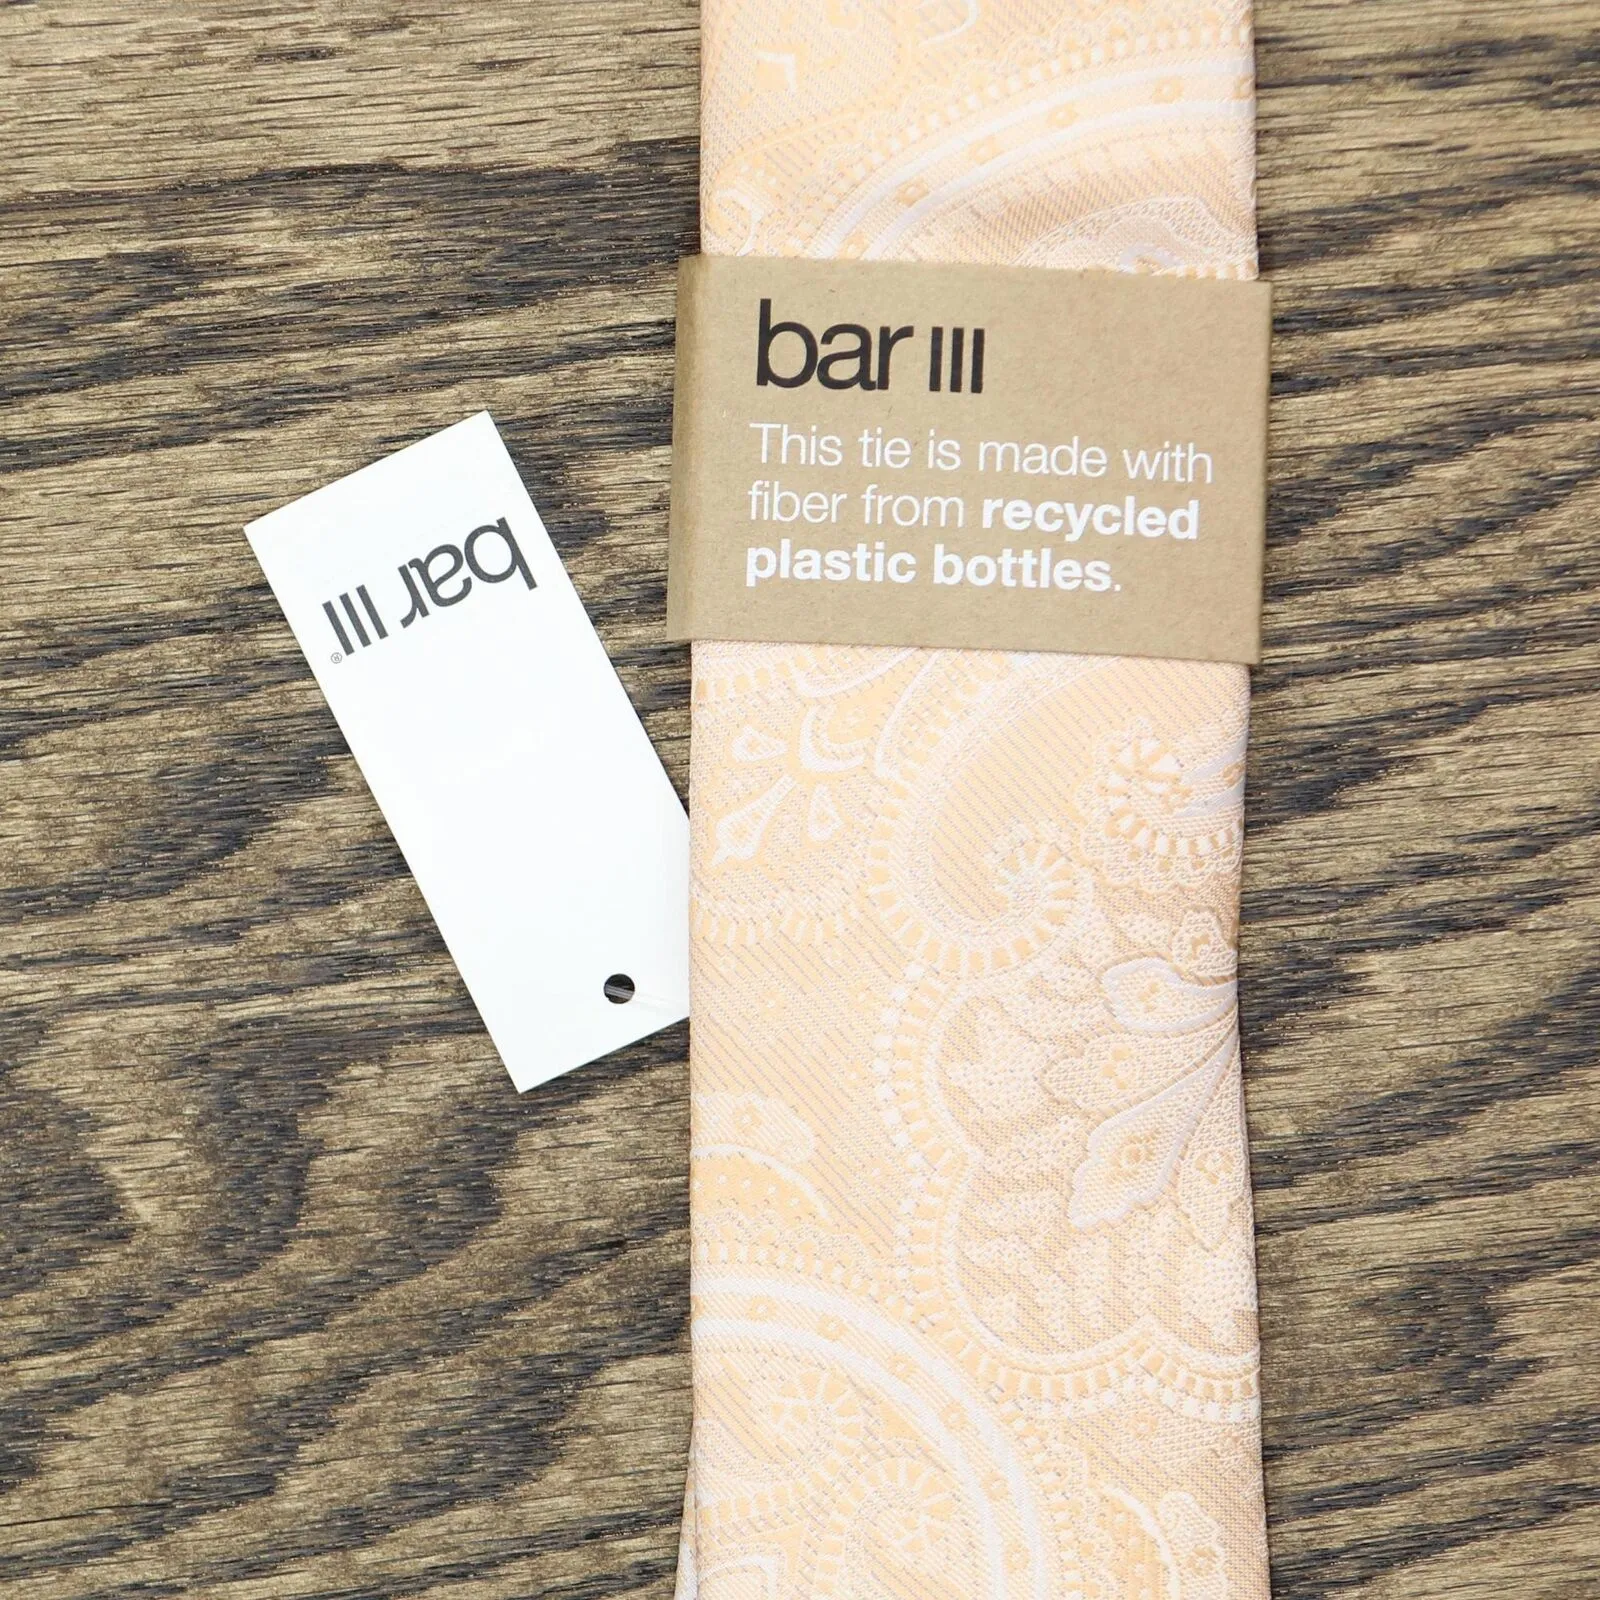 bar III
This tie is made with
fiber from recycled
plastic bottles.
bar III®